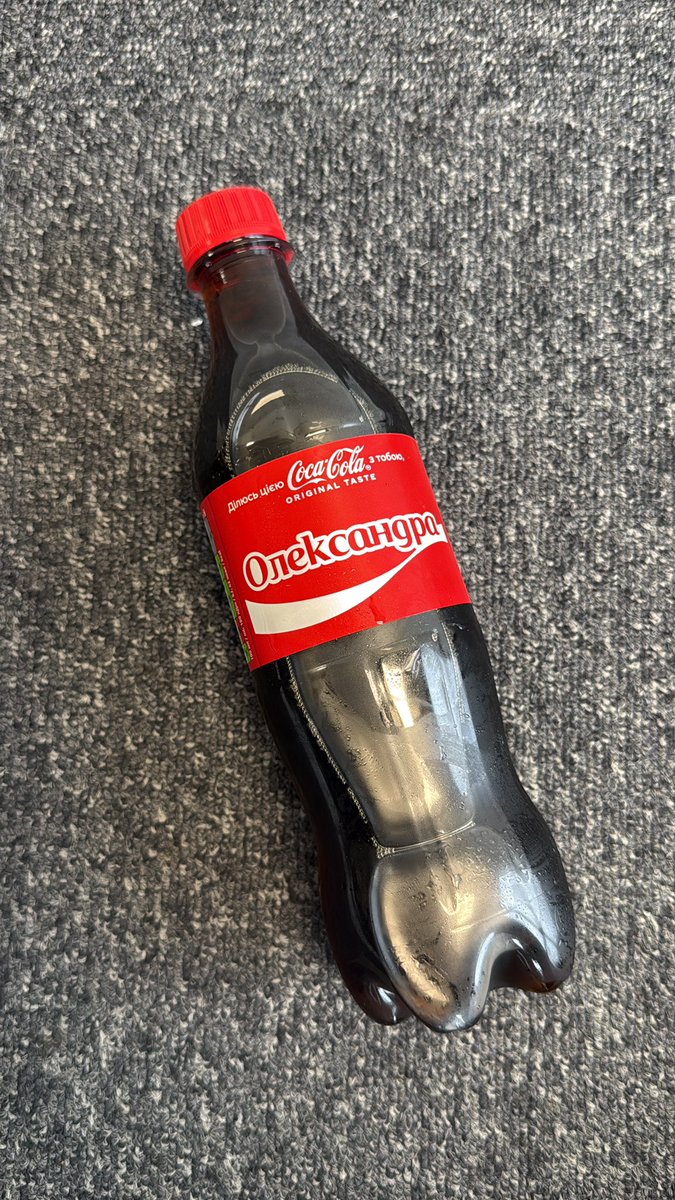 Ділюсь цією Coca-Cola® з тобою,
ORIGINAL TASTE
Олександра